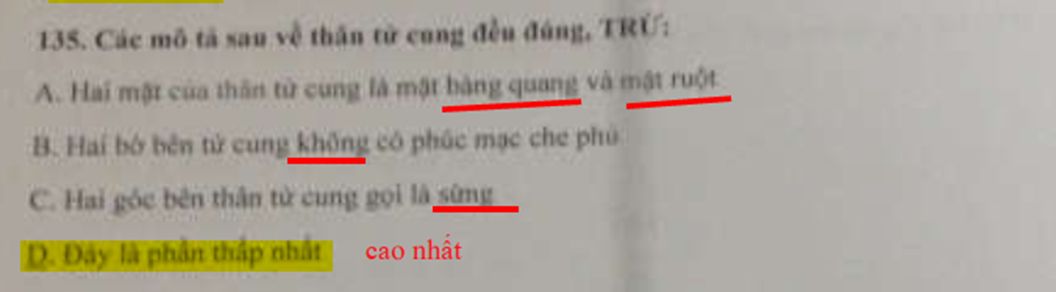 135. Các mô tả sau về thân tử cung đều đúng, TRỪ:
A. Hai mặt của thân tử cung là mặt bàng quang và mặt ruột
B. Hai bờ bên tử cung không có phúc mạc che phủ
C. Hai góc bên thân tử cung gọi là sừng
D. Đáy là phần thấp nhất cao nhất